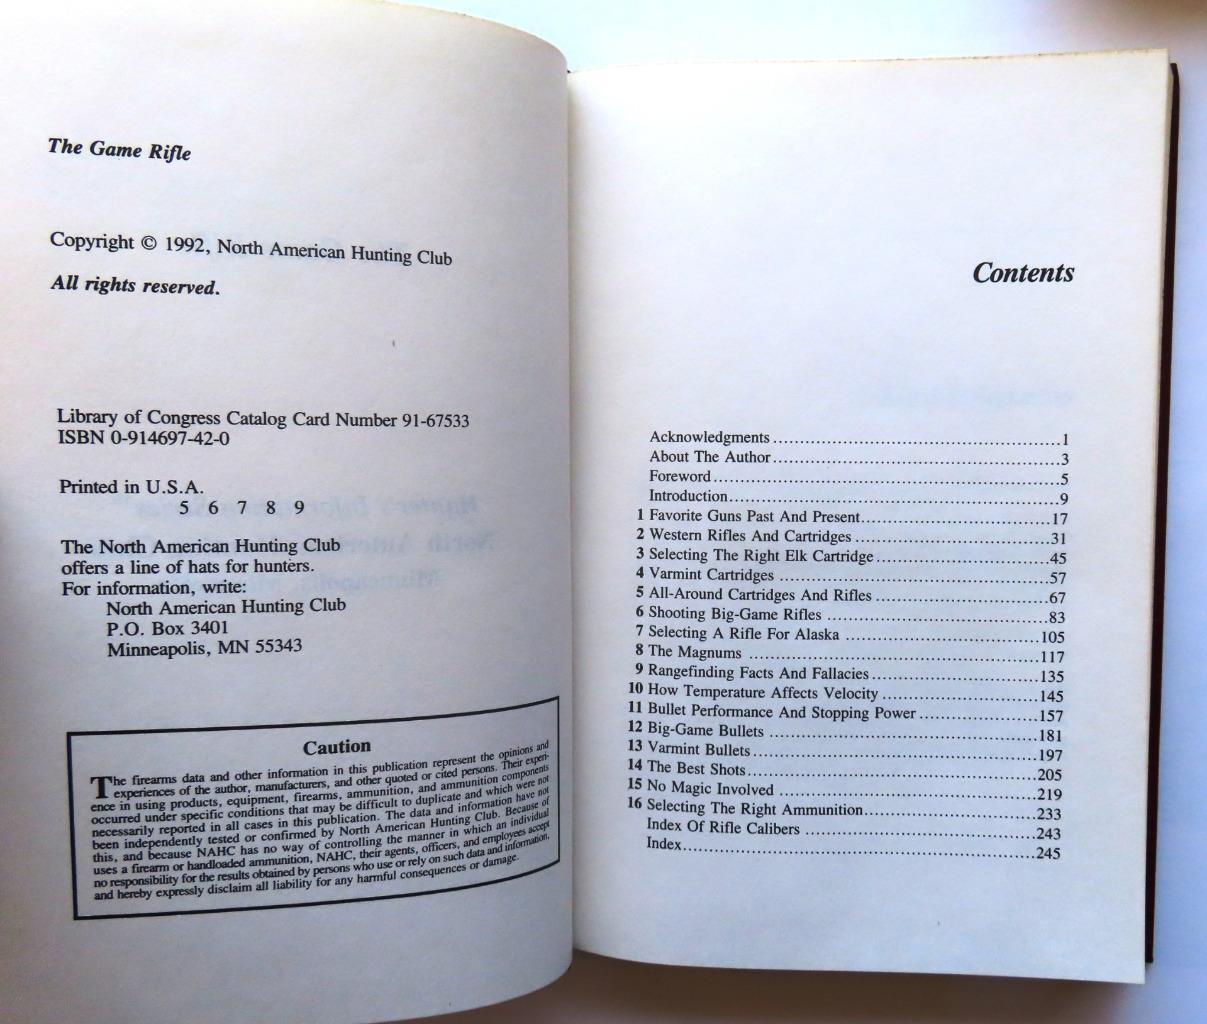 The Game Rifle
Copyright © 1992, North American Hunting Club
All rights reserved.
Library of Congress Catalog Card Number 91-67533
ISBN 0-914697-42-0
Printed in U.S.A.
5 6 7 8 9
The North American Hunting Club
offers a line of hats for hunters.
For information, write:
North American Hunting Club
P.O. Box 3401
Minneapolis, MN 55343
Caution
The firearms data and other information in this publication represent the opinions and
experiences of the author, manufacturers, and other quoted or cited persons. Their experi-
ence in using products, equipment, firearms, ammunition, and ammunition components
occurred under specific conditions that may be difficult to duplicate and which were not
necessarily reported in all cases in this publication. The data and information have not
been independently tested or confirmed by North American Hunting Club. Because of
this, and because NAHC has no way of controlling the manner in which an individual
uses a firearm or handloaded ammunition, NAHC, their agents, officers, and employees accept
no responsibility for the results obtained by persons who use or rely on such data and information,
and hereby expressly disclaim all liability for any harmful consequences or damage.
Contents
Acknowledgments ........ 1
About The Author ........ 3
Foreword ........ 5
Introduction ........ 9
1 Favorite Guns Past And Present ........ 17
2 Western Rifles And Cartridges ........ 31
3 Selecting The Right Elk Cartridge ........ 45
4 Varmint Cartridges ........ 57
5 All-Around Cartridges And Rifles ........ 67
6 Shooting Big-Game Rifles ........ 83
7 Selecting A Rifle For Alaska ........ 105
8 The Magnums ........ 117
9 Rangefinding Facts And Fallacies ........ 135
10 How Temperature Affects Velocity ........ 145
11 Bullet Performance And Stopping Power ........ 157
12 Big-Game Bullets ........ 181
13 Varmint Bullets ........ 197
14 The Best Shots ........ 205
15 No Magic Involved ........ 219
16 Selecting The Right Ammunition ........ 233
Index Of Rifle Calibers ........ 243
Index ........ 245